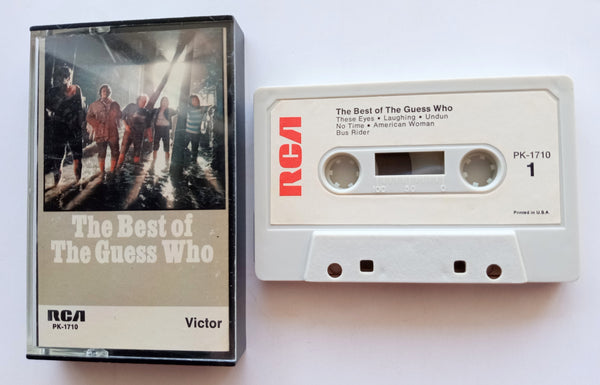 The Best of
The Guess Who
RCA
PK-1710
Victor
RCA
The Best of The Guess Who
These Eyes • Laughing • Undun
No Time • American Woman
Bus Rider
PK-1710
1
Printed in U.S.A.